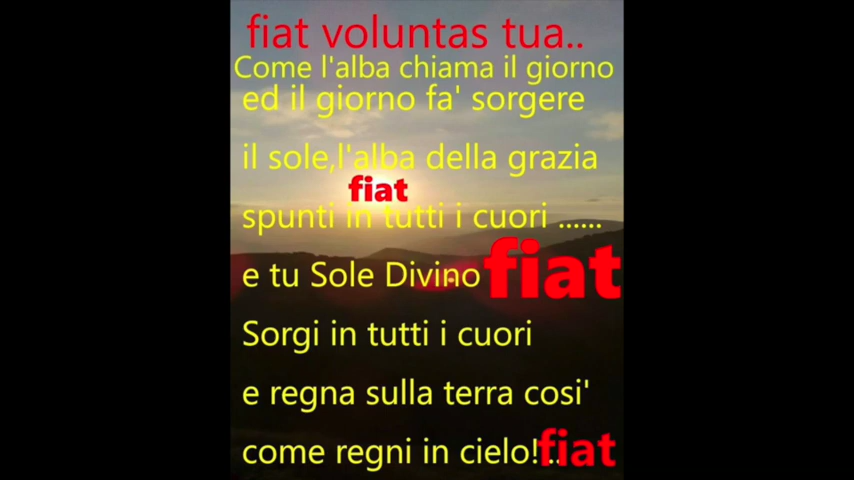 fiat voluntas tua..
Come l'alba chiama il giorno
ed il giorno fa' sorgere
il sole,l'alba della grazia
fiat
spunti in tutti i cuori ......
e tu Sole Divino fiat
Sorgi in tutti i cuori
e regna sulla terra cosi'
come regni in cielo!.. fiat